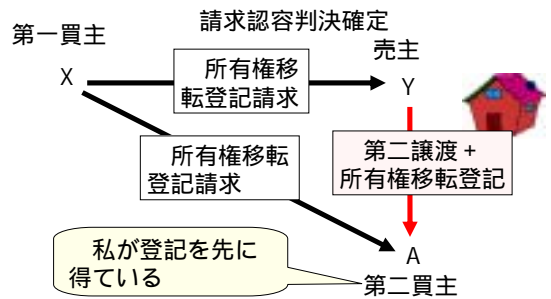 請求認容判決確定
第一買主
売主
X
所有権移
転登記請求
Y
第二譲渡+
所有権移転登記
所有権移転
登記請求
私が登記を先に
得ている
A
第二買主